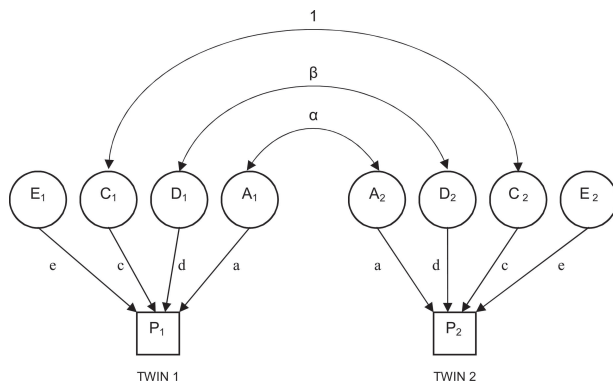 1
β
α
E₁ C₁ D₁ A₁ A₂ D₂ C₂ E₂
e c d a a d c e
P₁ P₂
TWIN 1 TWIN 2